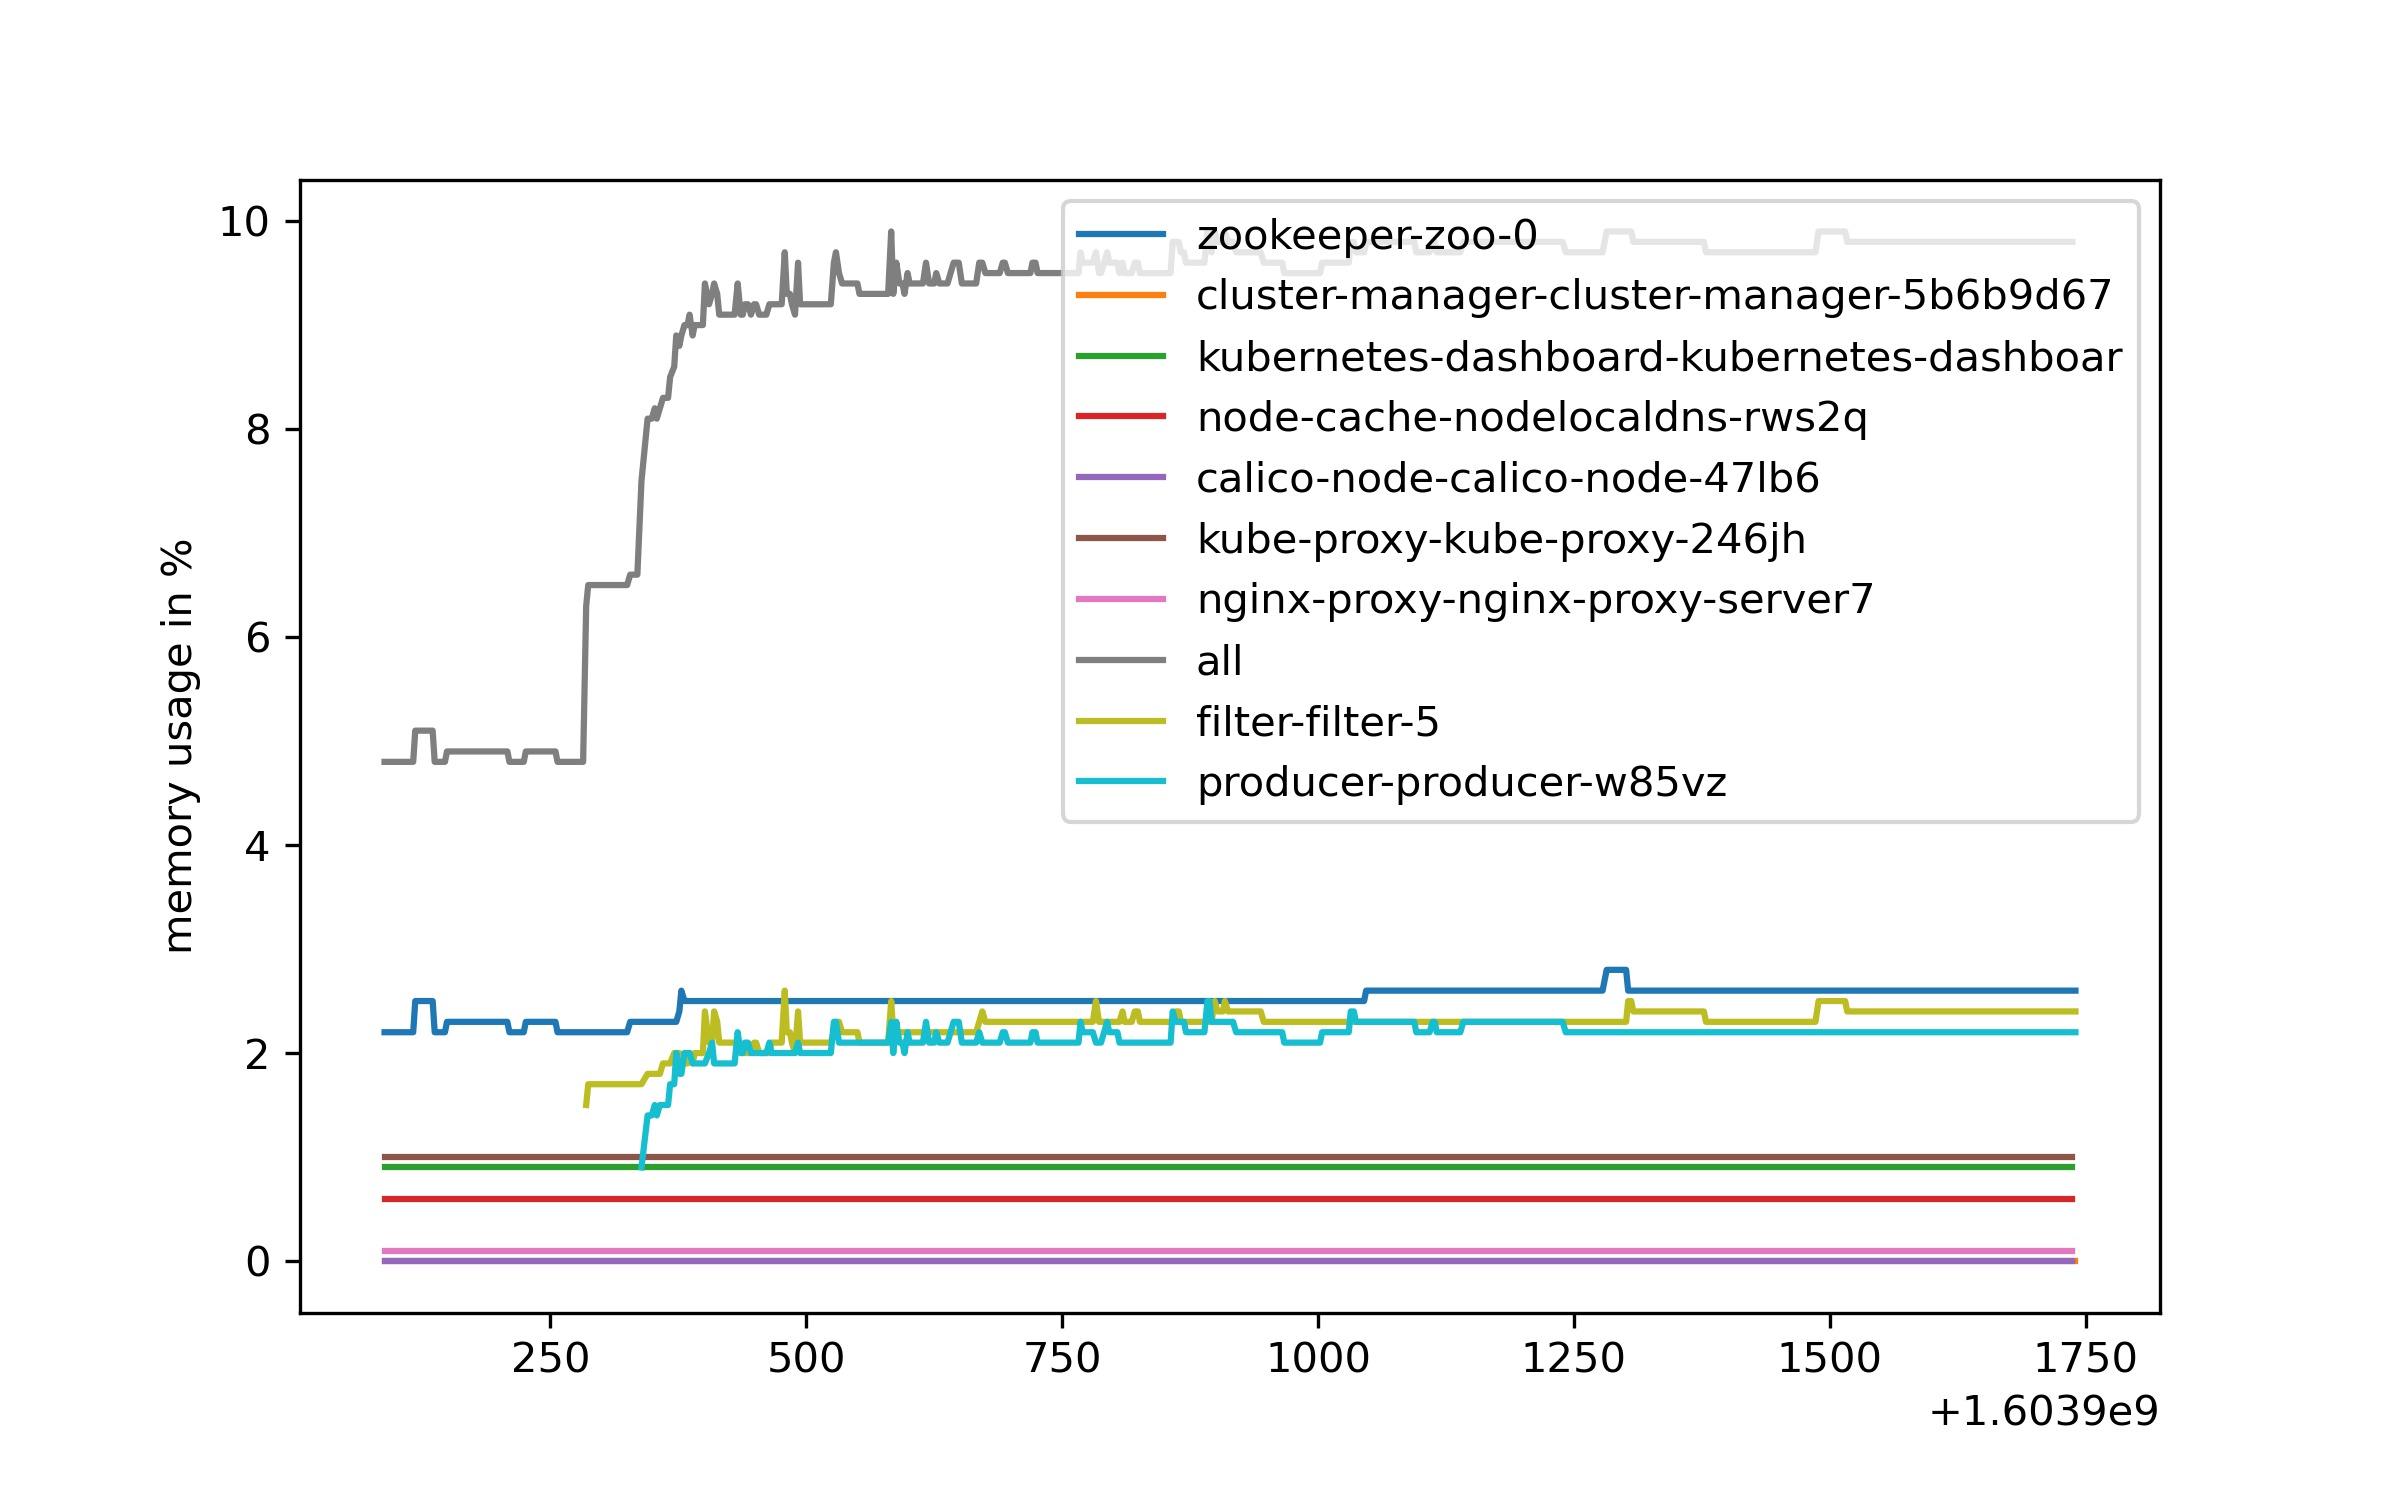 10
8
6
4
2
0
memory usage in %
zookeeper-zoo-0
cluster-manager-cluster-manager-5b6b9d67
kubernetes-dashboard-kubernetes-dashboar
node-cache-nodelocaldns-rws2q
calico-node-calico-node-47lb6
kube-proxy-kube-proxy-246jh
nginx-proxy-nginx-proxy-server7
all
filter-filter-5
producer-producer-w85vz
250 500 750 1000 1250 1500 1750
+1.6039e9